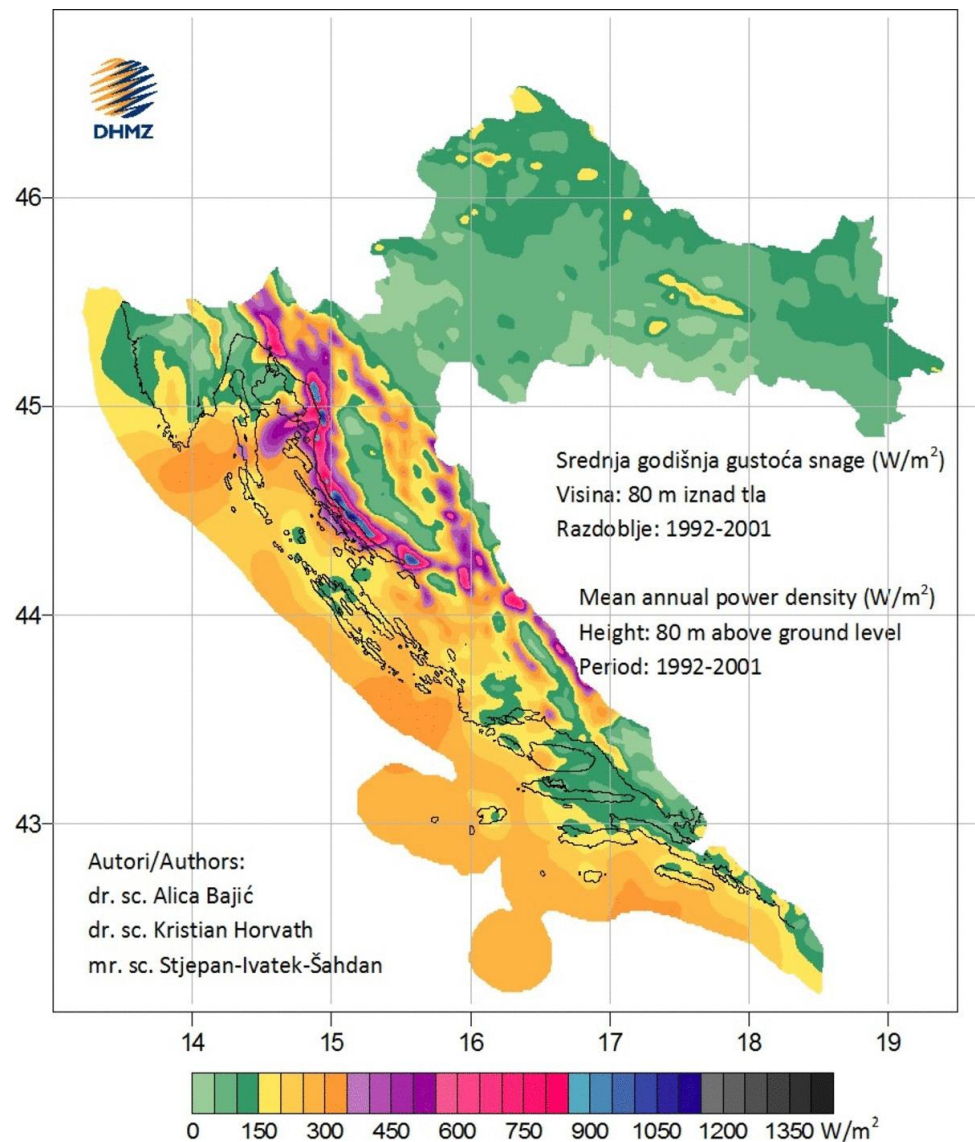 DHMZ
46
45
44
43
Srednja godišnja gustoća snage (W/m²)
Visina: 80 m iznad tla
Razdoblje: 1992-2001
Mean annual power density (W/m²)
Height: 80 m above ground level
Period: 1992-2001
Autori/Authors:
dr. sc. Alica Bajić
dr. sc. Kristian Horvath
mr. sc. Stjepan-Ivatek-Šahdan
14 15 16 17 18 19
0 150 300 450 600 750 900 1050 1200 1350 W/m²